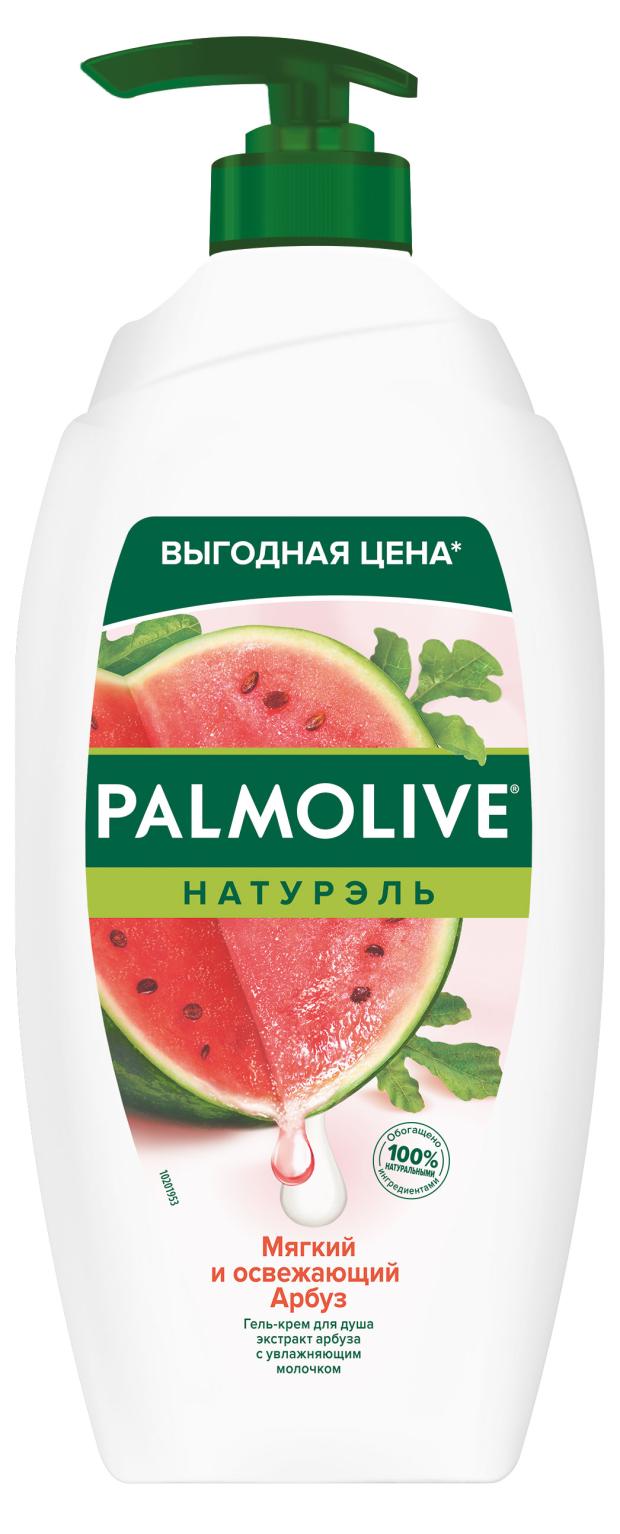 ВЫГОДНАЯ ЦЕНА*
PALMOLIVE®
НАТУРЭЛЬ
Обогащено
100%
НАТУРАЛЬНЫМИ
ингредиентами
10201953
Мягкий
и освежающий
Арбуз
Гель-крем для душа
экстракт арбуза
с увлажняющим
молочком